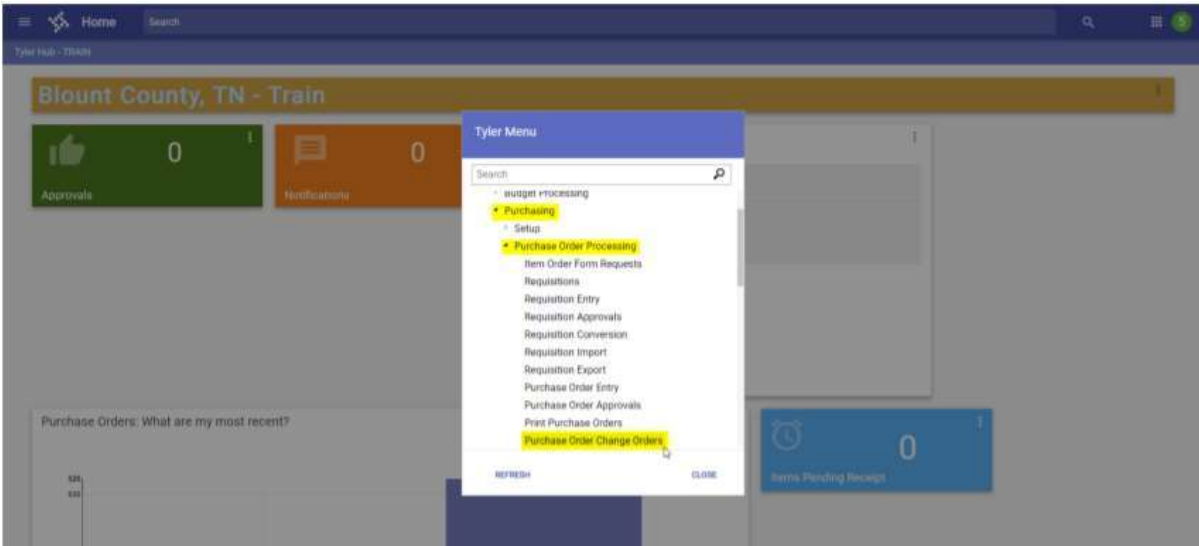 Home
Search
Tyler Hub - TRAIN
Blount County, TN - Train
0
Approvals
0
Notifications
Tyler Menu
Search
Budget Processing
Purchasing
Setup
Purchase Order Processing
Item Order Form Requests
Requisitions
Requisition Entry
Requisition Approvals
Requisition Conversion
Requisition Import
Requisition Export
Purchase Order Entry
Purchase Order Approvals
Print Purchase Orders
Purchase Order Change Orders
REFRESH
CLOSE
Purchase Orders: What are my most recent?
0
Items Pending Receipt
S